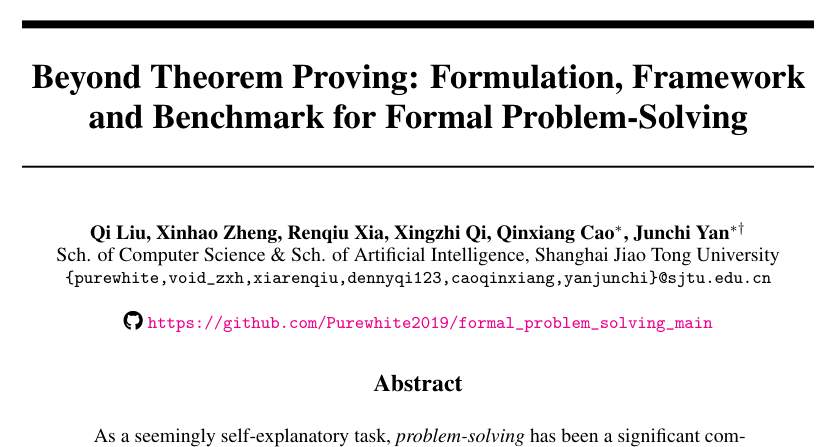 Beyond Theorem Proving: Formulation, Framework
and Benchmark for Formal Problem-Solving
Qi Liu, Xinhao Zheng, Renqiu Xia, Xingzhi Qi, Qinxiang Cao*, Junchi Yan*†
Sch. of Computer Science & Sch. of Artificial Intelligence, Shanghai Jiao Tong University
{purewhite,void_zxh,xiarenqiu,dennyqi123,caoqinxiang,yanjunchi}@sjtu.edu.cn
https://github.com/Purewhite2019/formal_problem_solving_main
Abstract
As a seemingly self-explanatory task, problem-solving has been a significant com-